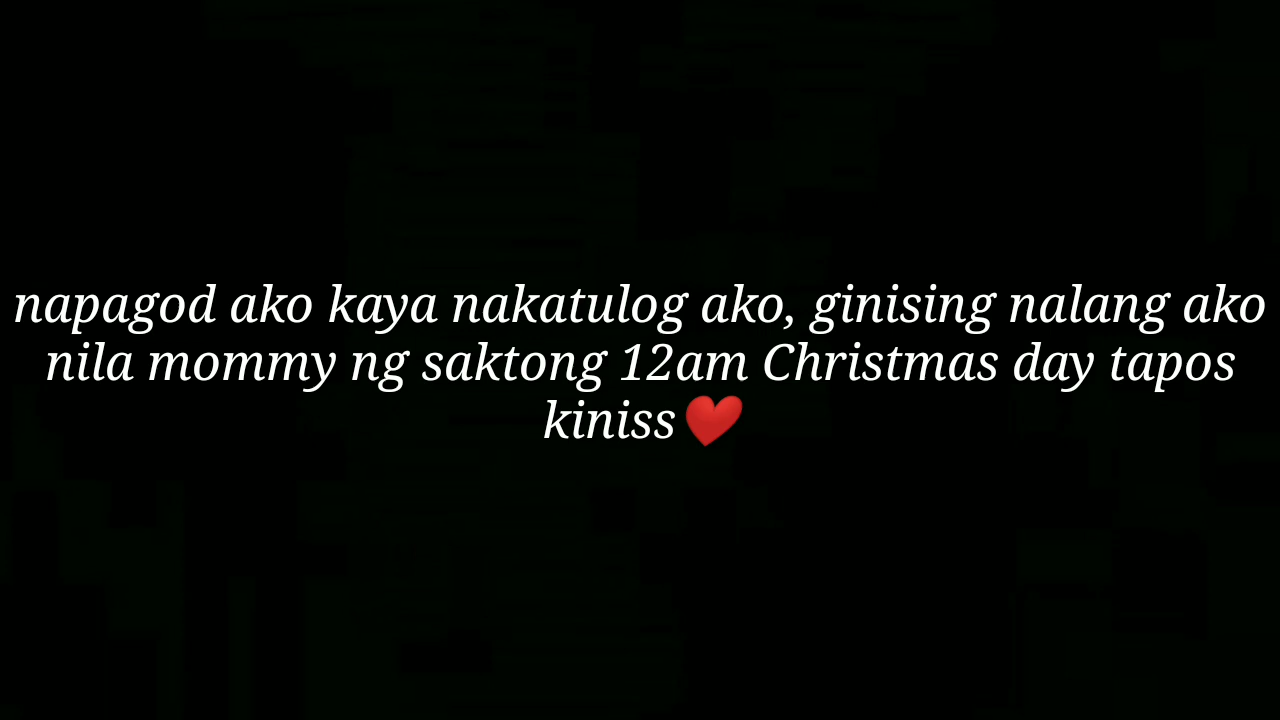 napagod ako kaya nakatulog ako, ginising nalang ako
nila mommy ng saktong 12am Christmas day tapos
kiniss❤️